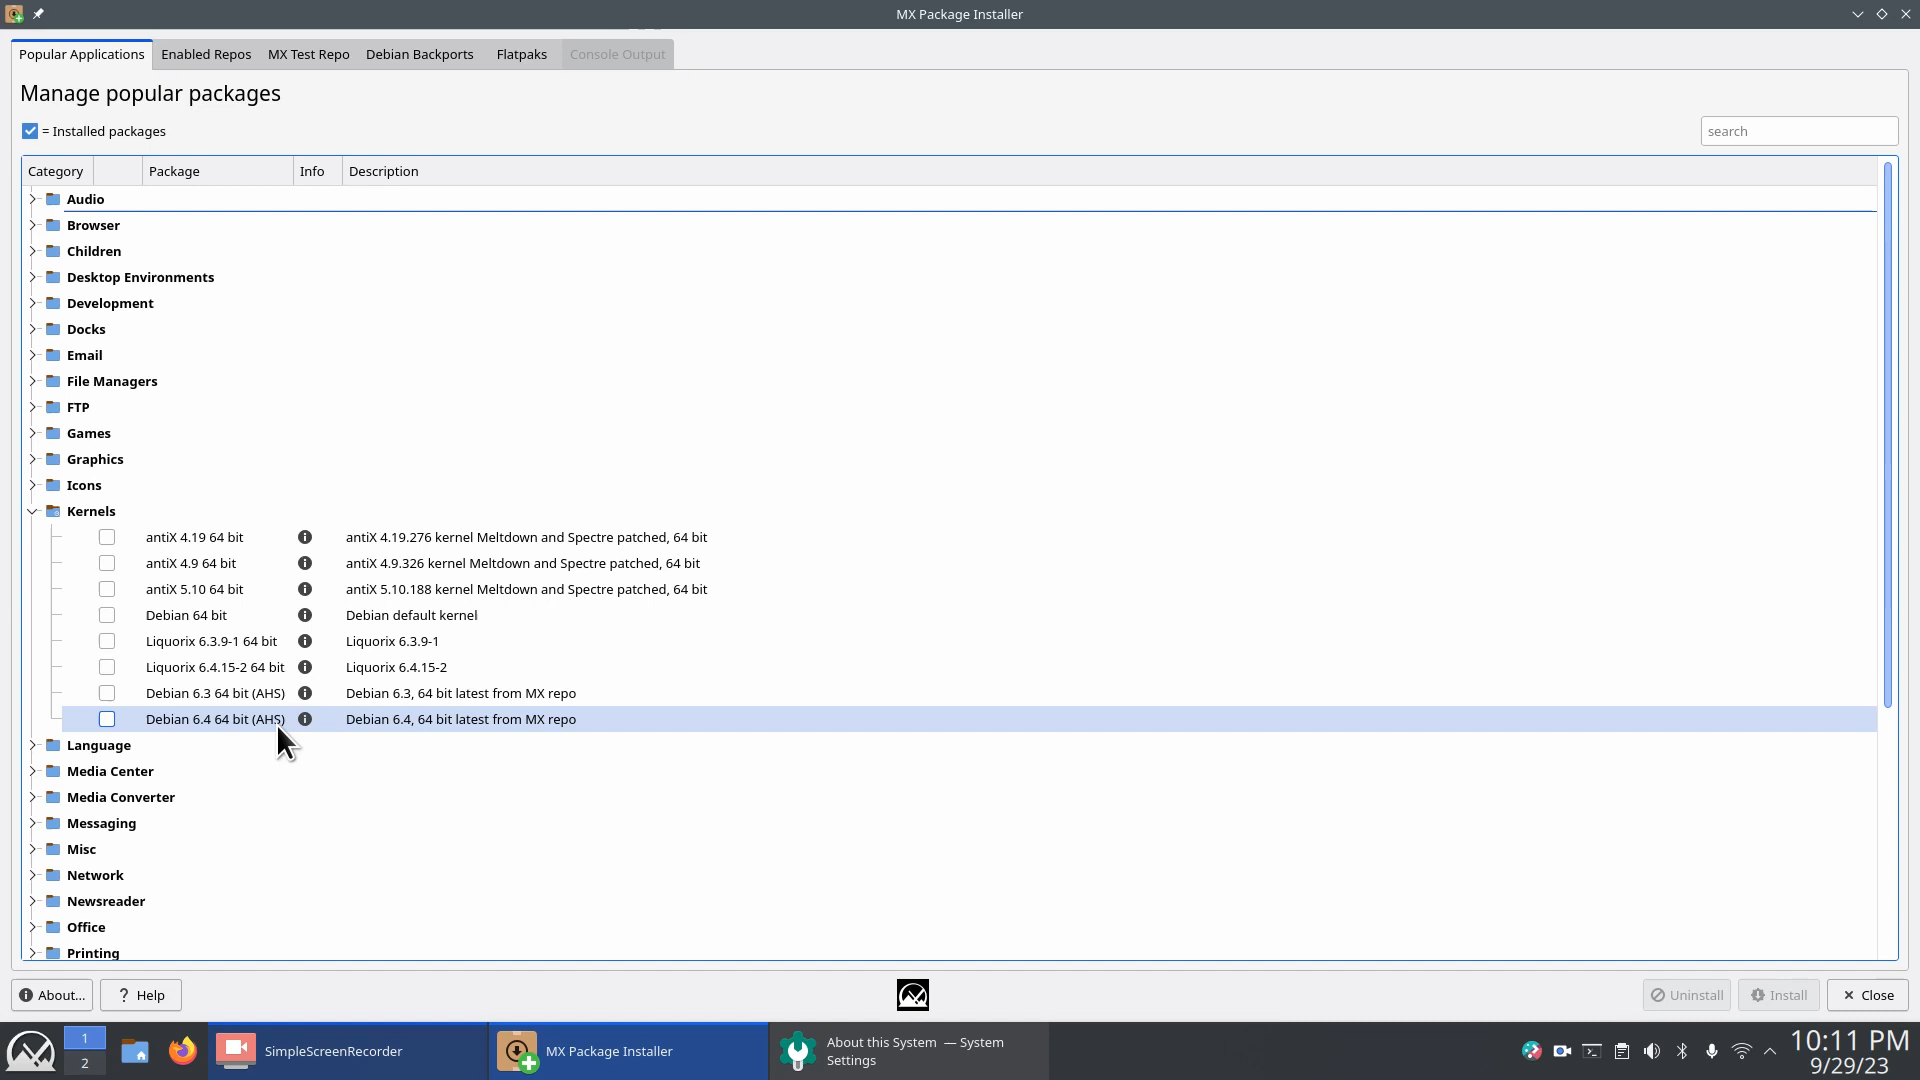 MX Package Installer
Popular Applications Enabled Repos MX Test Repo Debian Backports Flatpaks Console Output
Manage popular packages
= Installed packages search
Category Package Info Description
Audio
Browser
Children
Desktop Environments
Development
Docks
Email
File Managers
FTP
Games
Graphics
Icons
Kernels
antiX 4.19 64 bit antiX 4.19.276 kernel Meltdown and Spectre patched, 64 bit
antiX 4.9 64 bit antiX 4.9.326 kernel Meltdown and Spectre patched, 64 bit
antiX 5.10 64 bit antiX 5.10.188 kernel Meltdown and Spectre patched, 64 bit
Debian 64 bit Debian default kernel
Liquorix 6.3.9-1 64 bit Liquorix 6.3.9-1
Liquorix 6.4.15-2 64 bit Liquorix 6.4.15-2
Debian 6.3 64 bit (AHS) Debian 6.3, 64 bit latest from MX repo
Debian 6.4 64 bit (AHS) Debian 6.4, 64 bit latest from MX repo
Language
Media Center
Media Converter
Messaging
Misc
Network
Newsreader
Office
Printing
About... ? Help Uninstall Install Close
1
2
SimpleScreenRecorder
MX Package Installer
About this System — System
Settings
10:11 PM
9/29/23